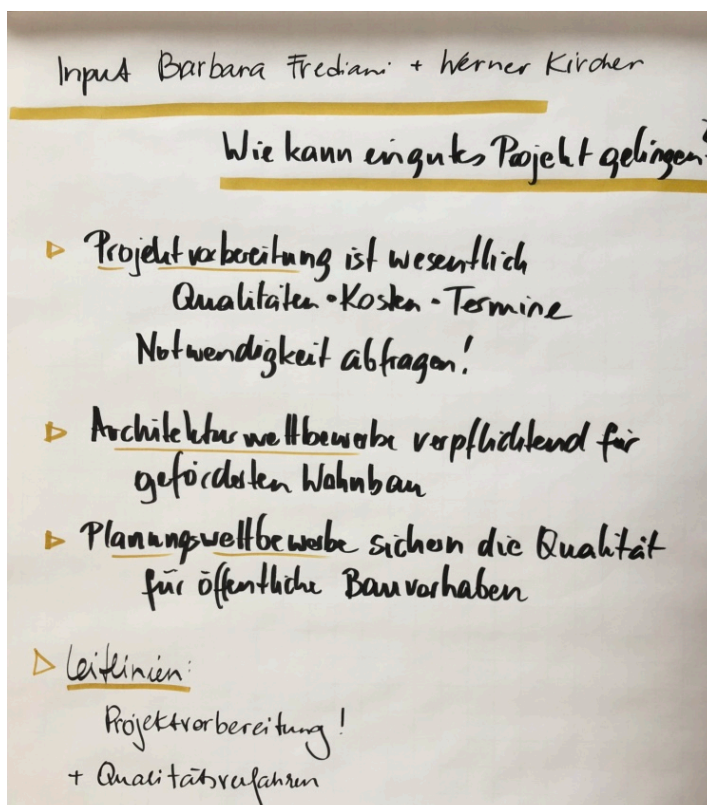 Input Barbara Frediani + Werner Kircher
Wie kann ein gutes Projekt gelingen?
▷ Projektvorbereitung ist wesentlich
Qualitäten • Kosten • Termine
Notwendigkeit abfragen!
▷ Architekturwettbewerbe verpflichtend für
geförderten Wohnbau
▷ Planungswettbewerbe sichern die Qualität
für öffentliche Bauvorhaben
▷ Leitlinien:
Projektvorbereitung!
+ Qualitätsverfahren